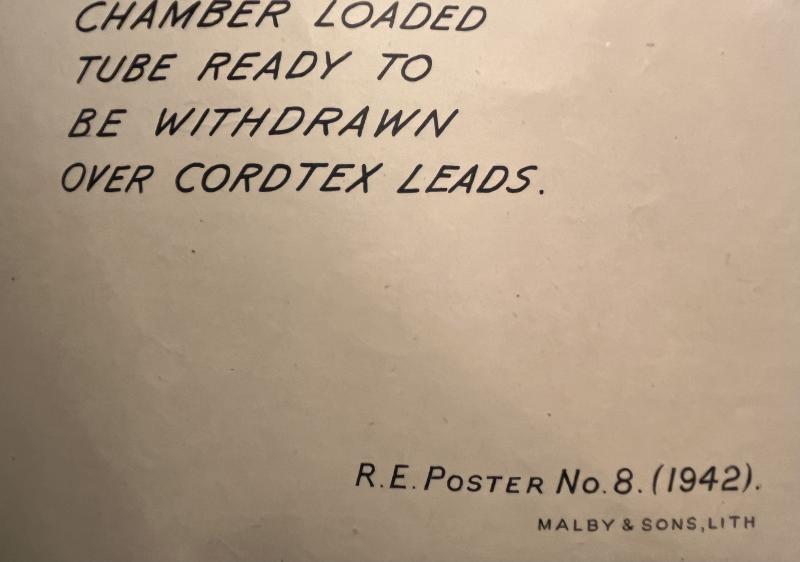 CHAMBER LOADED
TUBE READY TO
BE WITHDRAWN
OVER CORDTEX LEADS.
R.E. POSTER No. 8. (1942).
MALBY & SONS, LITH